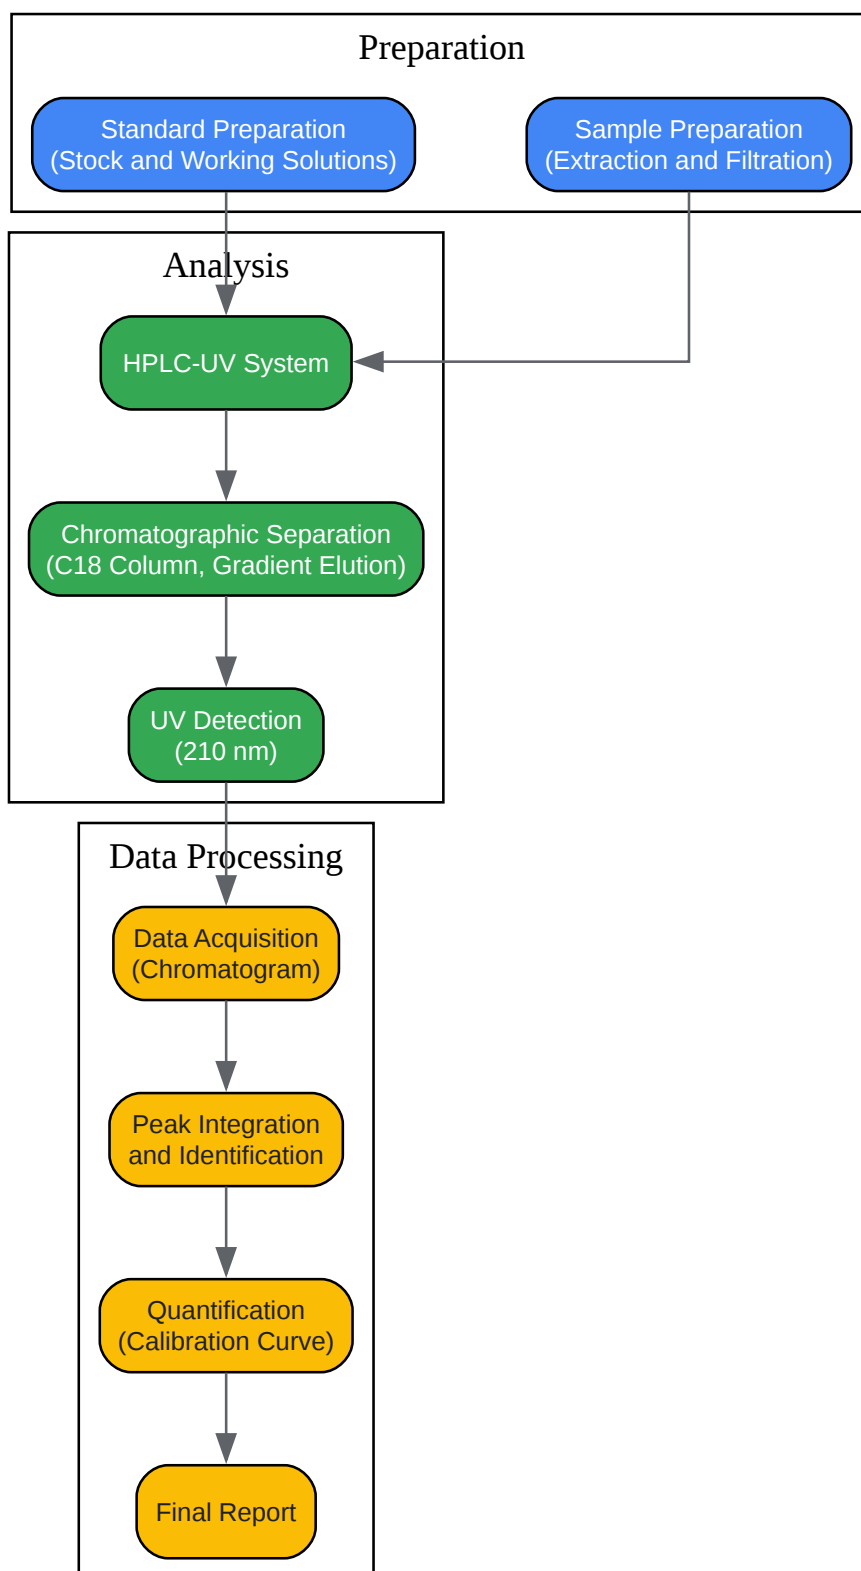 Preparation
Standard Preparation
(Stock and Working Solutions)
Sample Preparation
(Extraction and Filtration)
Analysis
HPLC-UV System
Chromatographic Separation
(C18 Column, Gradient Elution)
UV Detection
(210 nm)
Data Processing
Data Acquisition
(Chromatogram)
Peak Integration
and Identification
Quantification
(Calibration Curve)
Final Report